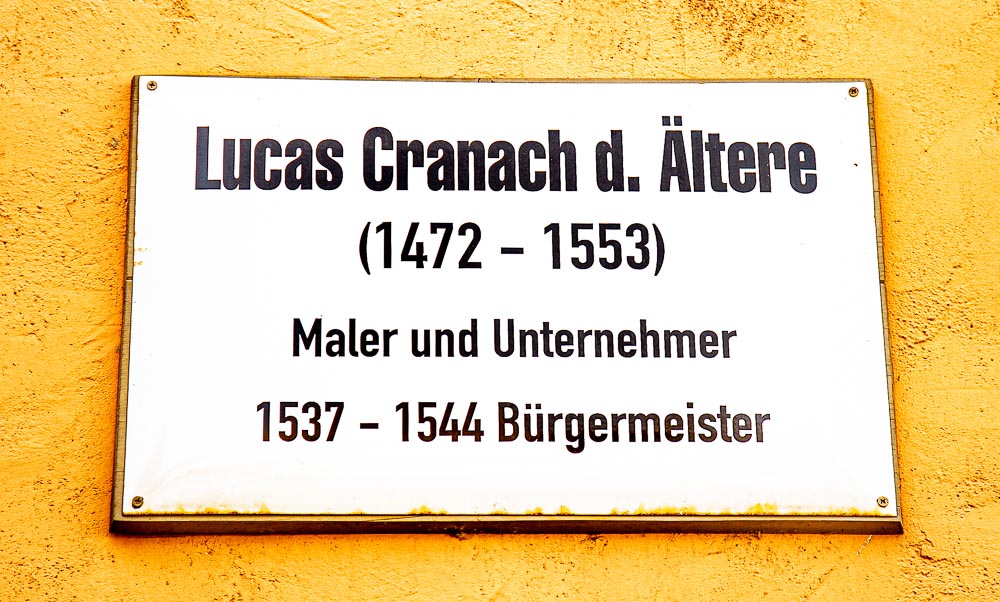 Lucas Cranach d. Ältere
(1472 – 1553)
Maler und Unternehmer
1537 – 1544 Bürgermeister